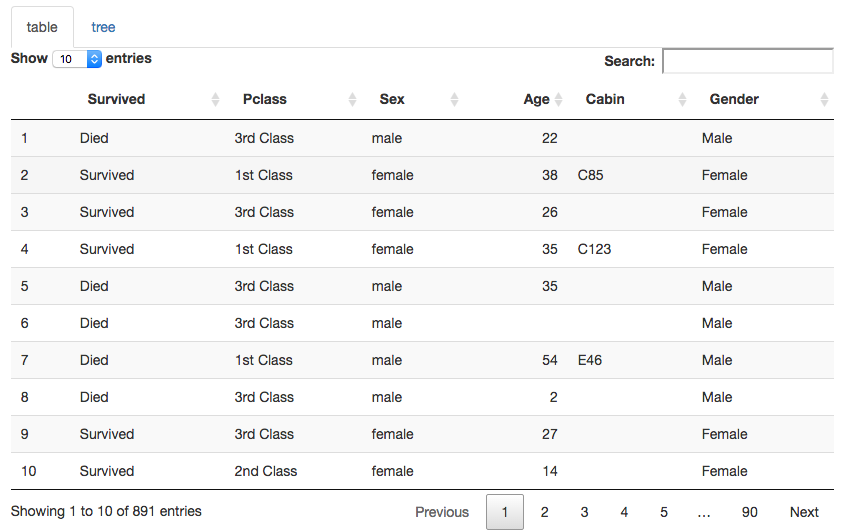 table tree
Show 10 entries Search:
Survived Pclass Sex Age Cabin Gender
1 Died 3rd Class male 22 Male
2 Survived 1st Class female 38 C85 Female
3 Survived 3rd Class female 26 Female
4 Survived 1st Class female 35 C123 Female
5 Died 3rd Class male 35 Male
6 Died 3rd Class male Male
7 Died 1st Class male 54 E46 Male
8 Died 3rd Class male 2 Male
9 Survived 3rd Class female 27 Female
10 Survived 2nd Class female 14 Female
Showing 1 to 10 of 891 entries Previous 1 2 3 4 5 … 90 Next